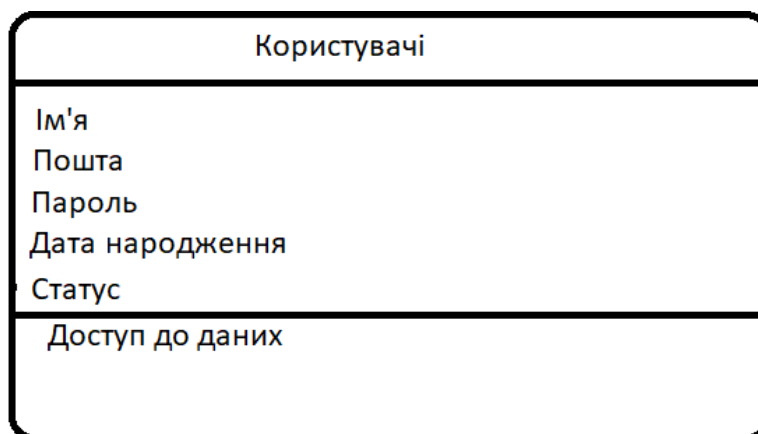 Користувачі
Ім'я
Пошта
Пароль
Дата народження
Статус
Доступ до даних